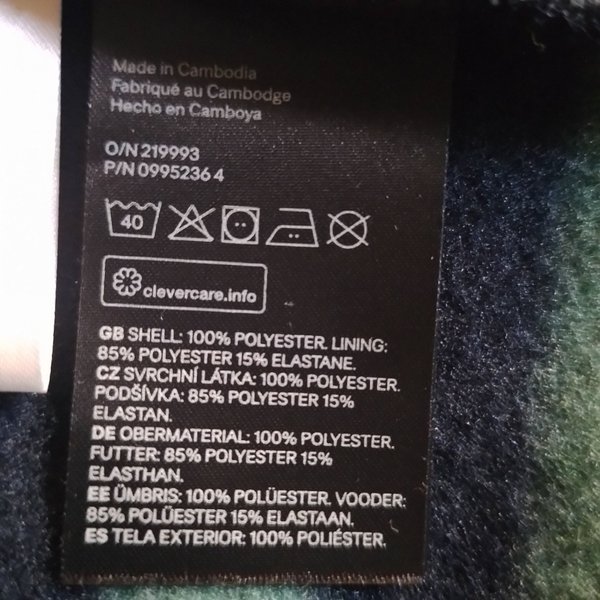 Made in Cambodia
Fabriqué au Cambodge
Hecho en Camboya
O/N 219993
P/N 0995236 4
40
clevercare.info
GB SHELL: 100% POLYESTER. LINING:
85% POLYESTER 15% ELASTANE.
CZ SVRCHNÍ LÁTKA: 100% POLYESTER.
PODŠÍVKA: 85% POLYESTER 15%
ELASTAN.
DE OBERMATERIAL: 100% POLYESTER.
FUTTER: 85% POLYESTER 15%
ELASTHAN.
EE ÜMBRIS: 100% POLÜESTER. VOODER:
85% POLÜESTER 15% ELASTAAN.
ES TELA EXTERIOR: 100% POLIÉSTER.